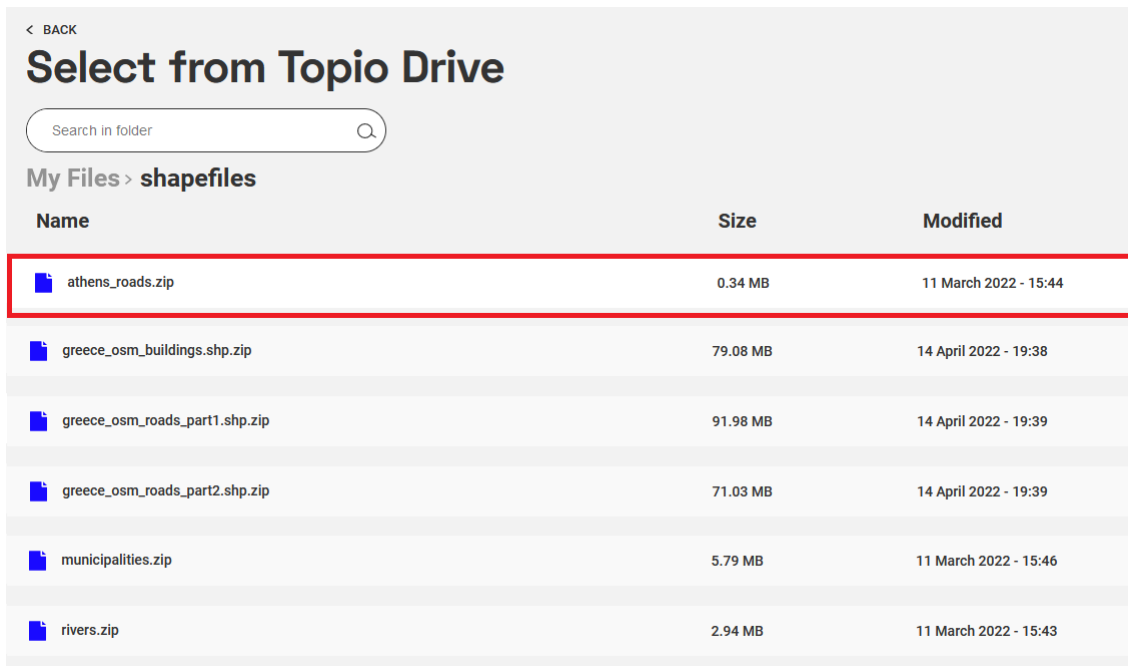 < BACK
Select from Topio Drive
Search in folder
My Files > shapefiles
Name Size Modified
athens_roads.zip 0.34 MB 11 March 2022 - 15:44
greece_osm_buildings.shp.zip 79.08 MB 14 April 2022 - 19:38
greece_osm_roads_part1.shp.zip 91.98 MB 14 April 2022 - 19:39
greece_osm_roads_part2.shp.zip 71.03 MB 14 April 2022 - 19:39
municipalities.zip 5.79 MB 11 March 2022 - 15:46
rivers.zip 2.94 MB 11 March 2022 - 15:43